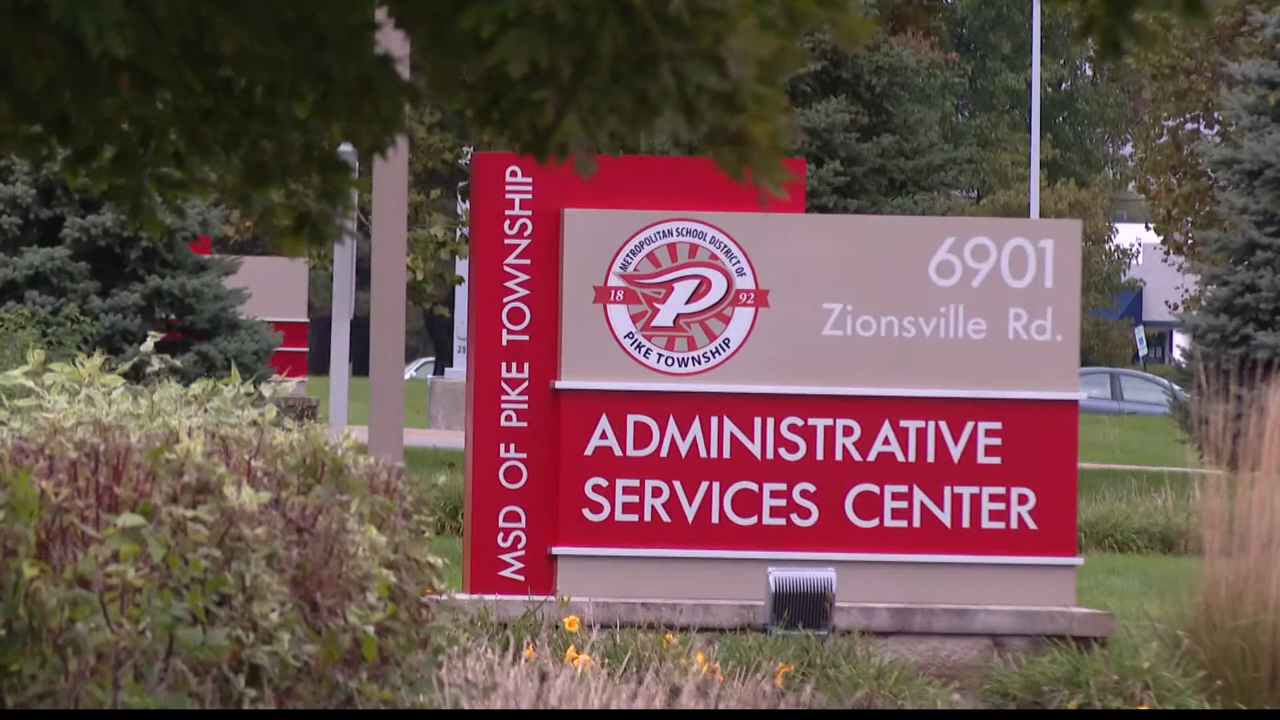 MSD OF PIKE TOWNSHIP
METROPOLITAN SCHOOL DISTRICT OF
P
18 92
PIKE TOWNSHIP
6901
Zionsville Rd.
ADMINISTRATIVE
SERVICES CENTER